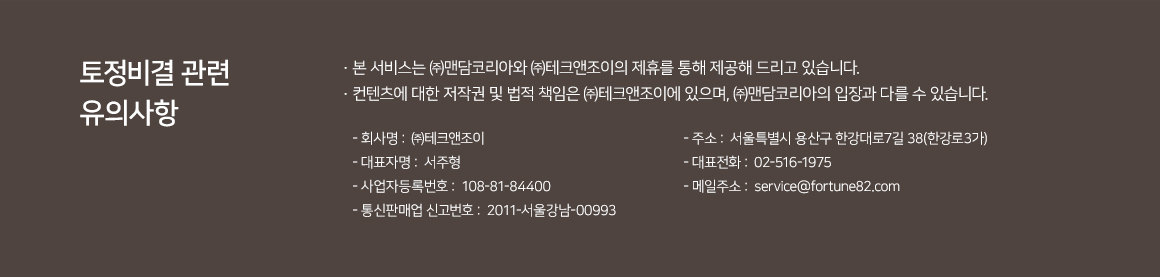 토정비결 관련
유의사항
· 본 서비스는 ㈜맨담코리아와 ㈜테크앤조이의 제휴를 통해 제공해 드리고 있습니다.
· 컨텐츠에 대한 저작권 및 법적 책임은 ㈜테크앤조이에 있으며, ㈜맨담코리아의 입장과 다를 수 있습니다.
- 회사명 : ㈜테크앤조이
- 대표자명 : 서주형
- 사업자등록번호 : 108-81-84400
- 통신판매업 신고번호 : 2011-서울강남-00993
- 주소 : 서울특별시 용산구 한강대로7길 38(한강로3가)
- 대표전화 : 02-516-1975
- 메일주소 : service@fortune82.com